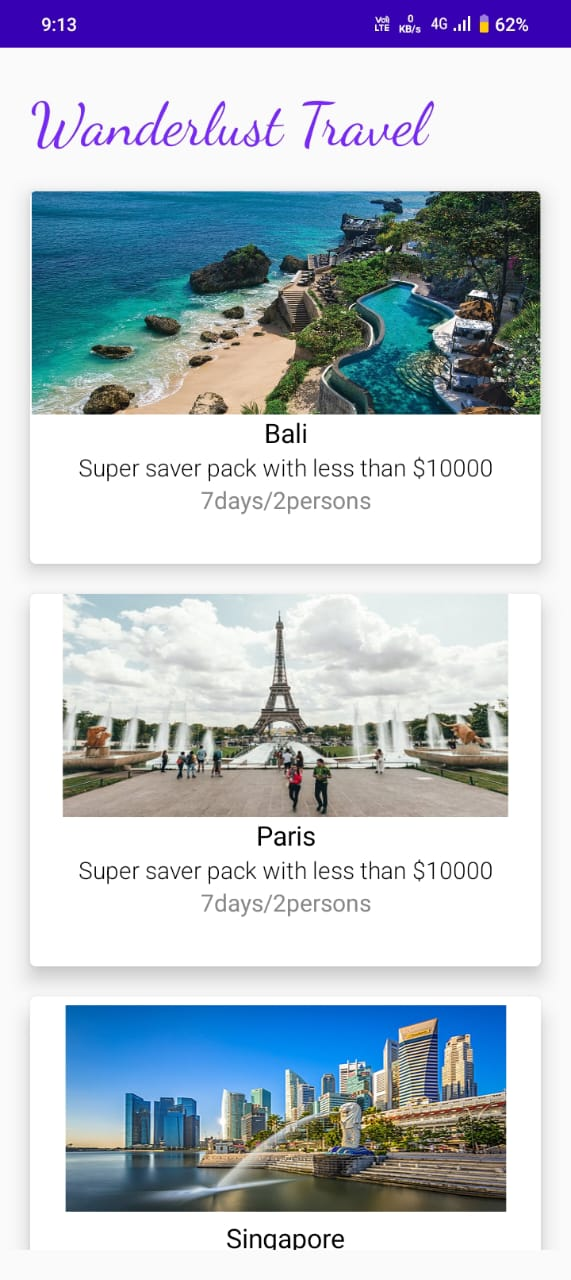 9:13
Vo) LTE 0 KB/s 4G 62%
Wanderlust Travel
Bali
Super saver pack with less than $10000
7days/2persons
Paris
Super saver pack with less than $10000
7days/2persons
Singapore